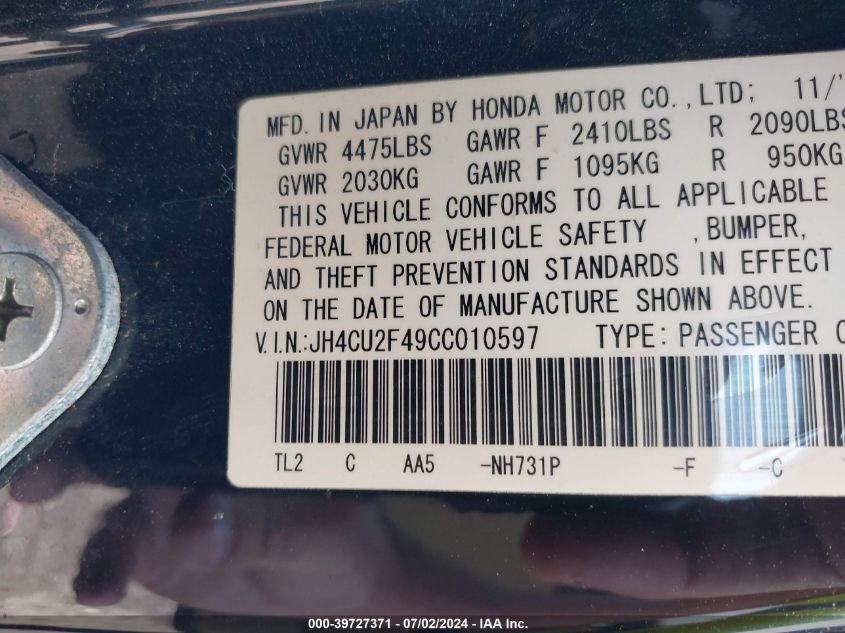 MFD. IN JAPAN BY HONDA MOTOR CO., LTD; 11/'
GVWR 4475LBS GAWR F 2410LBS R 2090LBS
GVWR 2030KG GAWR F 1095KG R 950KG
THIS VEHICLE CONFORMS TO ALL APPLICABLE
FEDERAL MOTOR VEHICLE SAFETY , BUMPER,
AND THEFT PREVENTION STANDARDS IN EFFECT
ON THE DATE OF MANUFACTURE SHOWN ABOVE.
V.I.N.: JH4CU2F49CC010597 TYPE: PASSENGER
TL2 C AA5 -NH731P -F -C
000-39727371 - 07/02/2024 - IAA Inc.